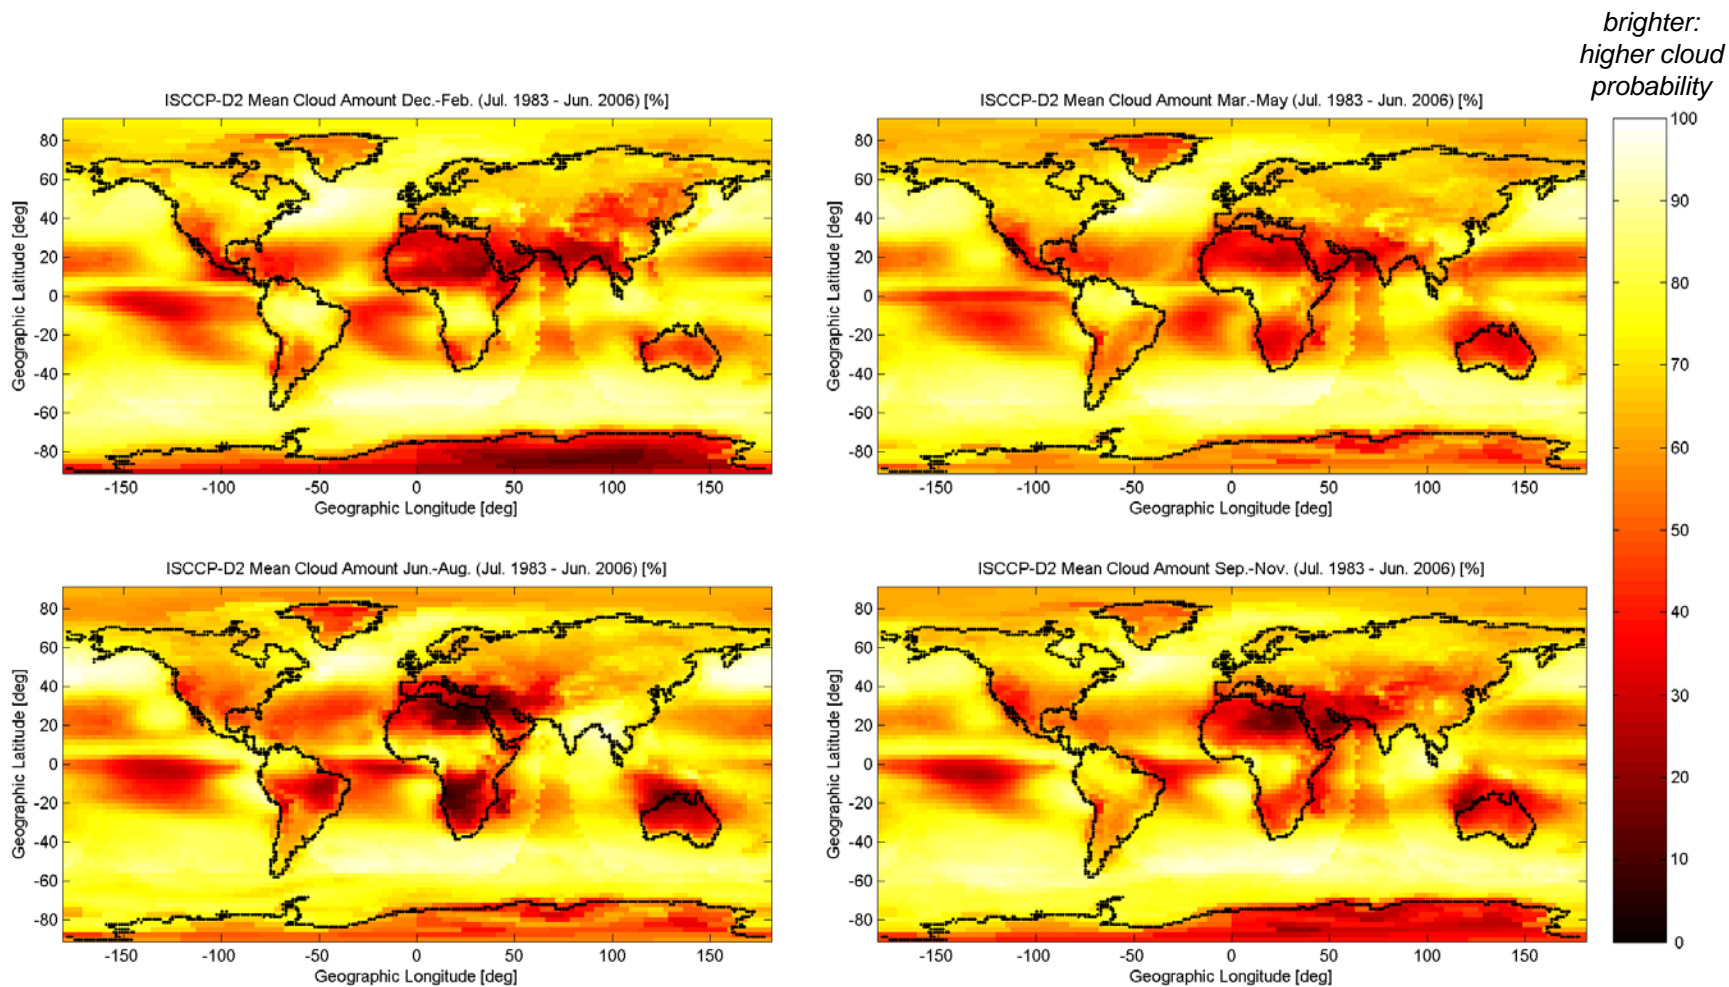 brighter:
higher cloud
probability
ISCCP-D2 Mean Cloud Amount Dec.-Feb. (Jul. 1983 - Jun. 2006) [%]
Geographic Latitude [deg]
80
60
40
20
0
-20
-40
-60
-80
-150 -100 -50 0 50 100 150
Geographic Longitude [deg]
ISCCP-D2 Mean Cloud Amount Mar.-May (Jul. 1983 - Jun. 2006) [%]
Geographic Latitude [deg]
80
60
40
20
0
-20
-40
-60
-80
-150 -100 -50 0 50 100 150
Geographic Longitude [deg]
ISCCP-D2 Mean Cloud Amount Jun.-Aug. (Jul. 1983 - Jun. 2006) [%]
Geographic Latitude [deg]
80
60
40
20
0
-20
-40
-60
-80
-150 -100 -50 0 50 100 150
Geographic Longitude [deg]
ISCCP-D2 Mean Cloud Amount Sep.-Nov. (Jul. 1983 - Jun. 2006) [%]
Geographic Latitude [deg]
80
60
40
20
0
-20
-40
-60
-80
-150 -100 -50 0 50 100 150
Geographic Longitude [deg]
100
90
80
70
60
50
40
30
20
10
0